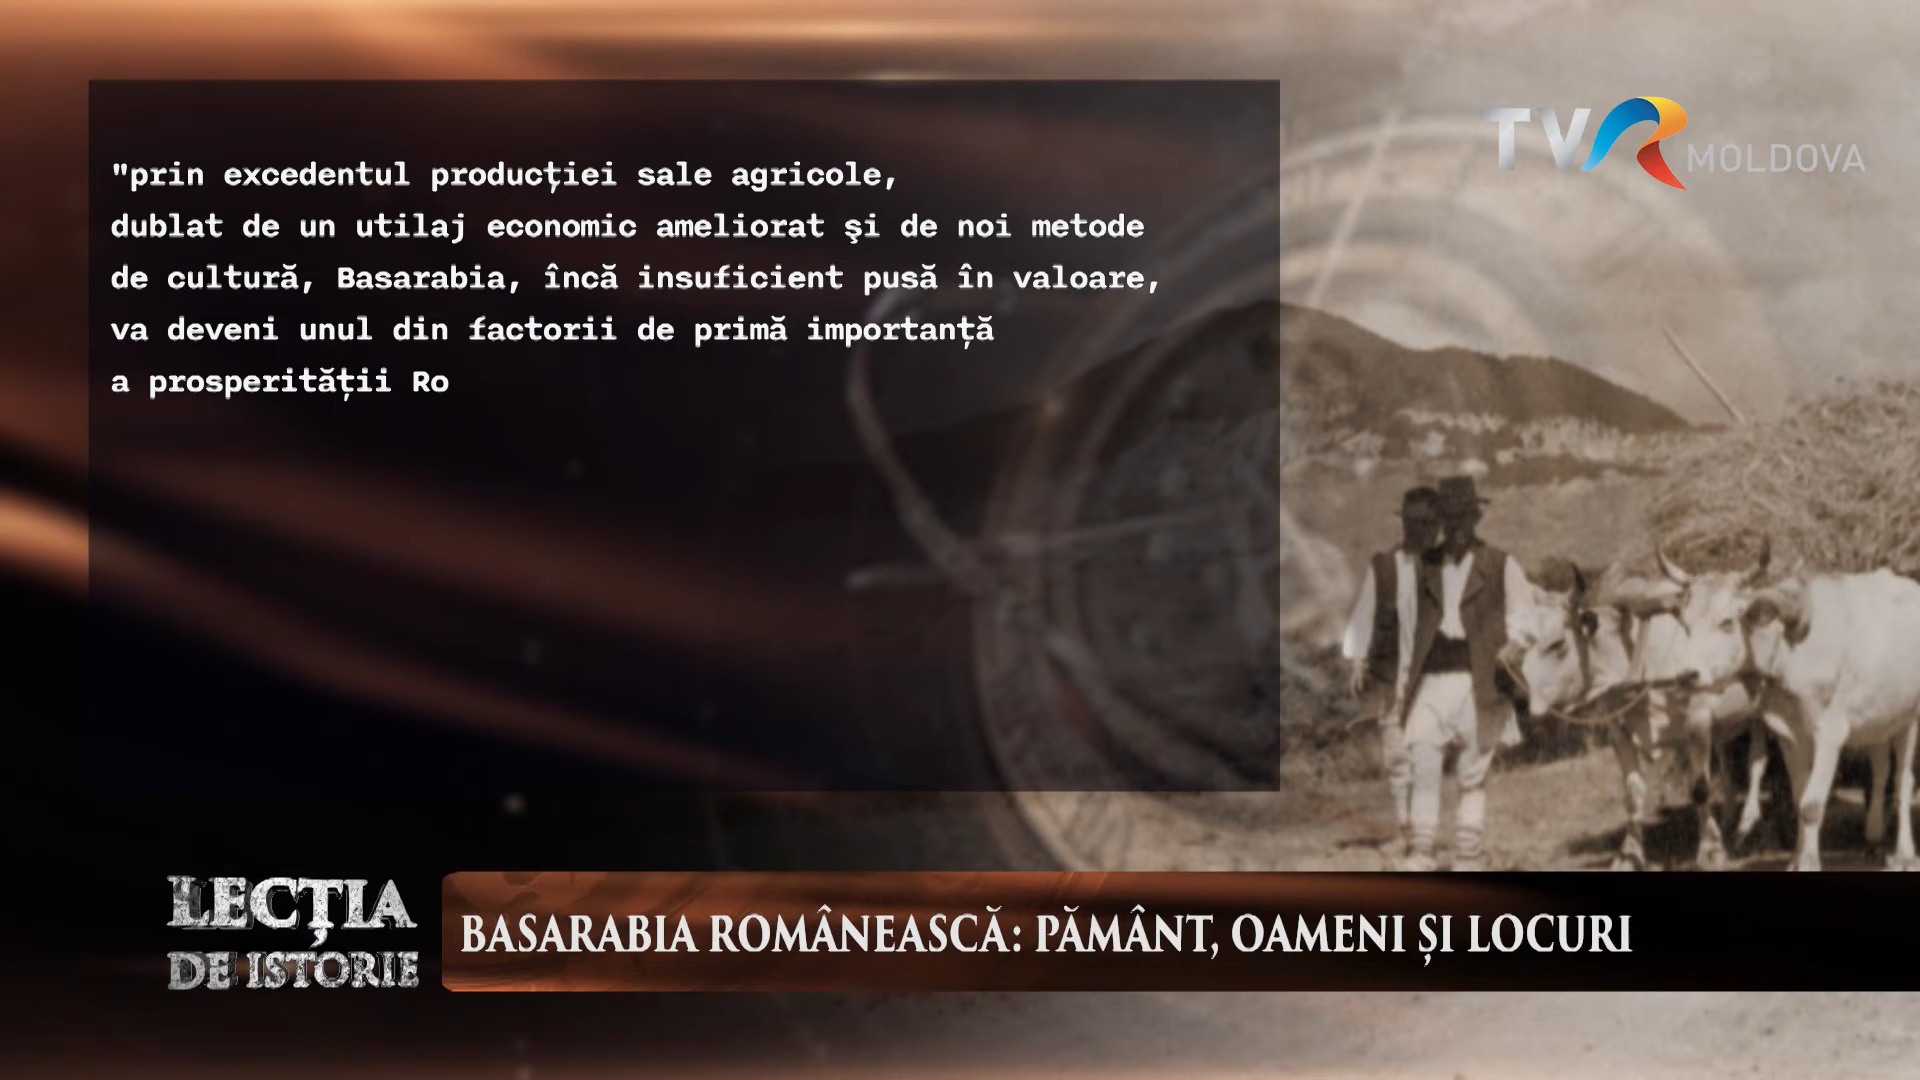 "prin excedentul producției sale agricole,
dublat de un utilaj economic ameliorat şi de noi metode
de cultură, Basarabia, încă insuficient pusă în valoare,
va deveni unul din factorii de primă importanță
a prosperității Ro
TVR MOLDOVA
LECȚIA
DE ISTORIE
BASARABIA ROMÂNEASCĂ: PĂMÂNT, OAMENI ȘI LOCURI